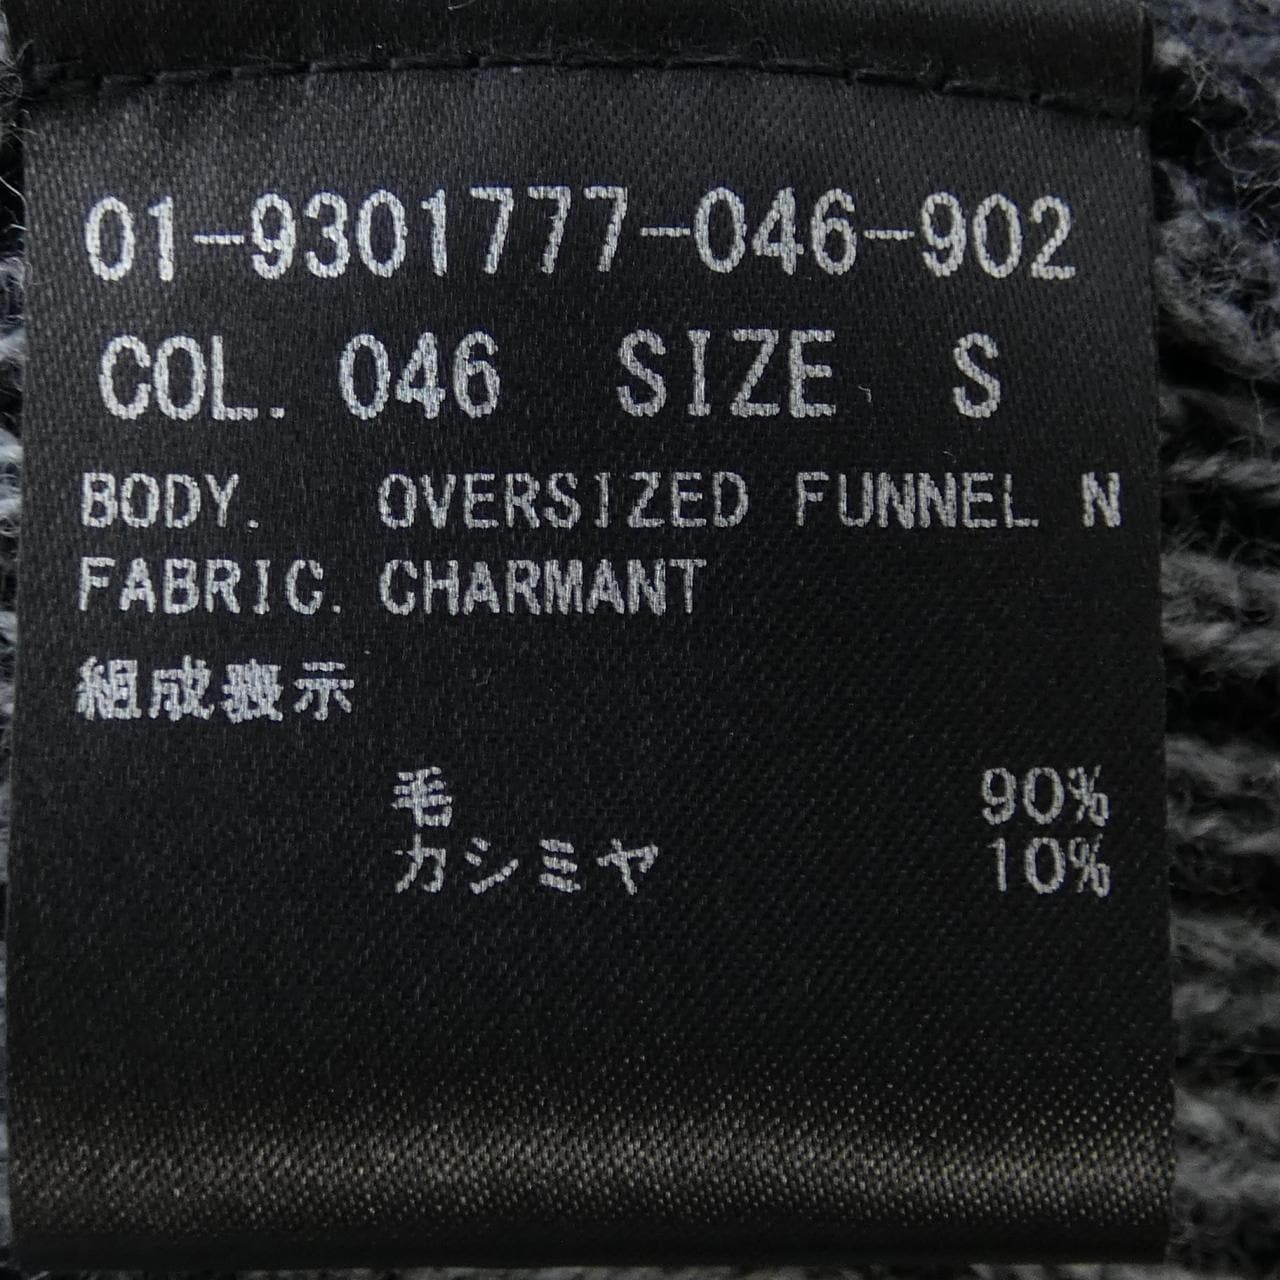 01-9301777-046-902
COL. 046 SIZE S
BODY. OVERSIZED FUNNEL N
FABRIC. CHARMANT
組成表示
毛 90%
カシミヤ 10%